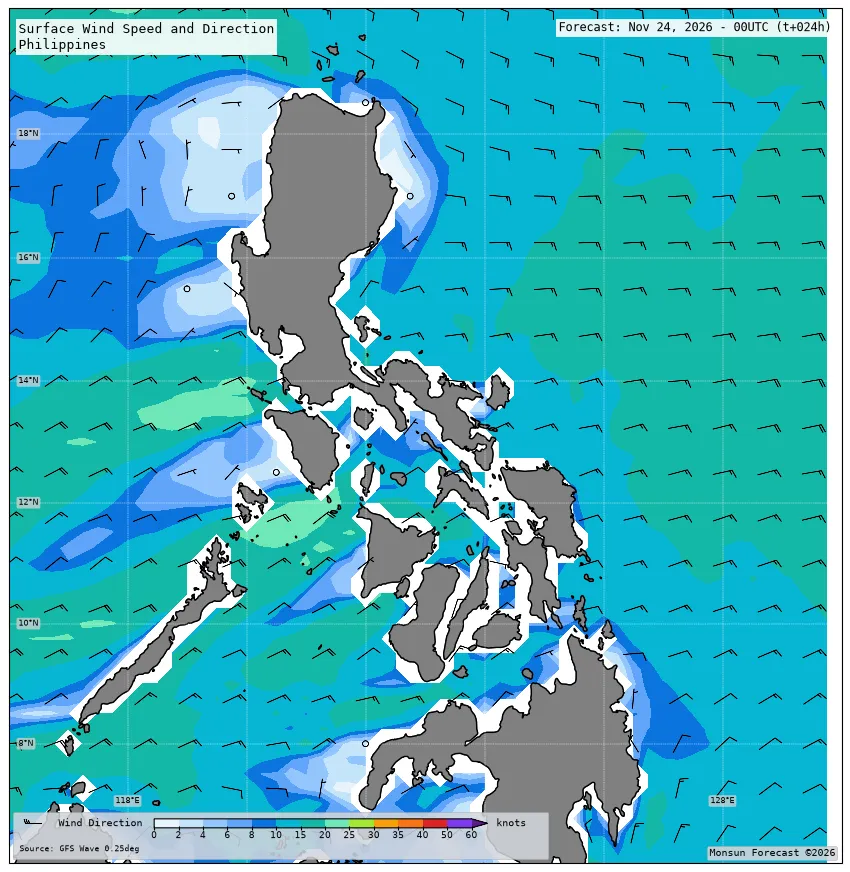 Surface Wind Speed and Direction
Philippines
Forecast: Nov 24, 2026 - 00UTC (t+024h)
18°N
16°N
14°N
12°N
10°N
8°N
118°E
128°E
Wind Direction
0 2 4 6 8 10 15 20 25 30 35 40 50 60
knots
Source: GFS Wave 0.25deg
Monsun Forecast ©2026